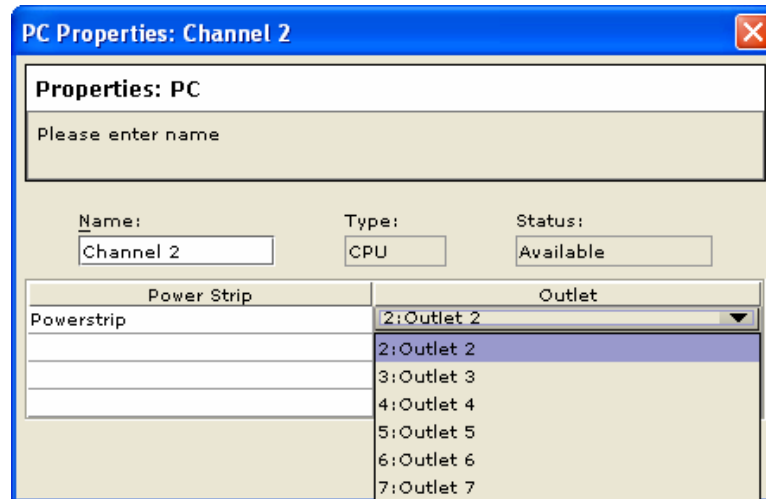 PC Properties: Channel 2
Properties: PC
Please enter name
Name: Type: Status:
Channel 2 CPU Available
Power Strip Outlet
Powerstrip 2:Outlet 2
2:Outlet 2
3:Outlet 3
4:Outlet 4
5:Outlet 5
6:Outlet 6
7:Outlet 7